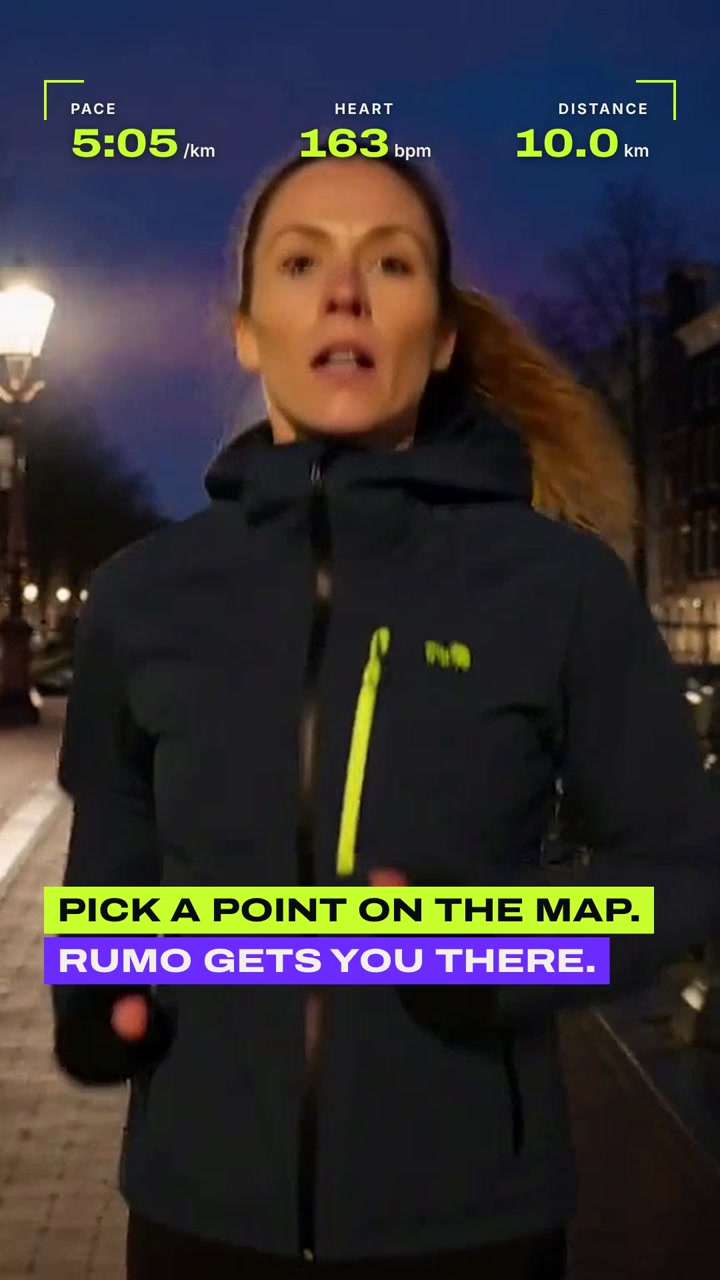 PACE HEART DISTANCE
5:05 /km 163 bpm 10.0 km
PICK A POINT ON THE MAP.
RUMO GETS YOU THERE.